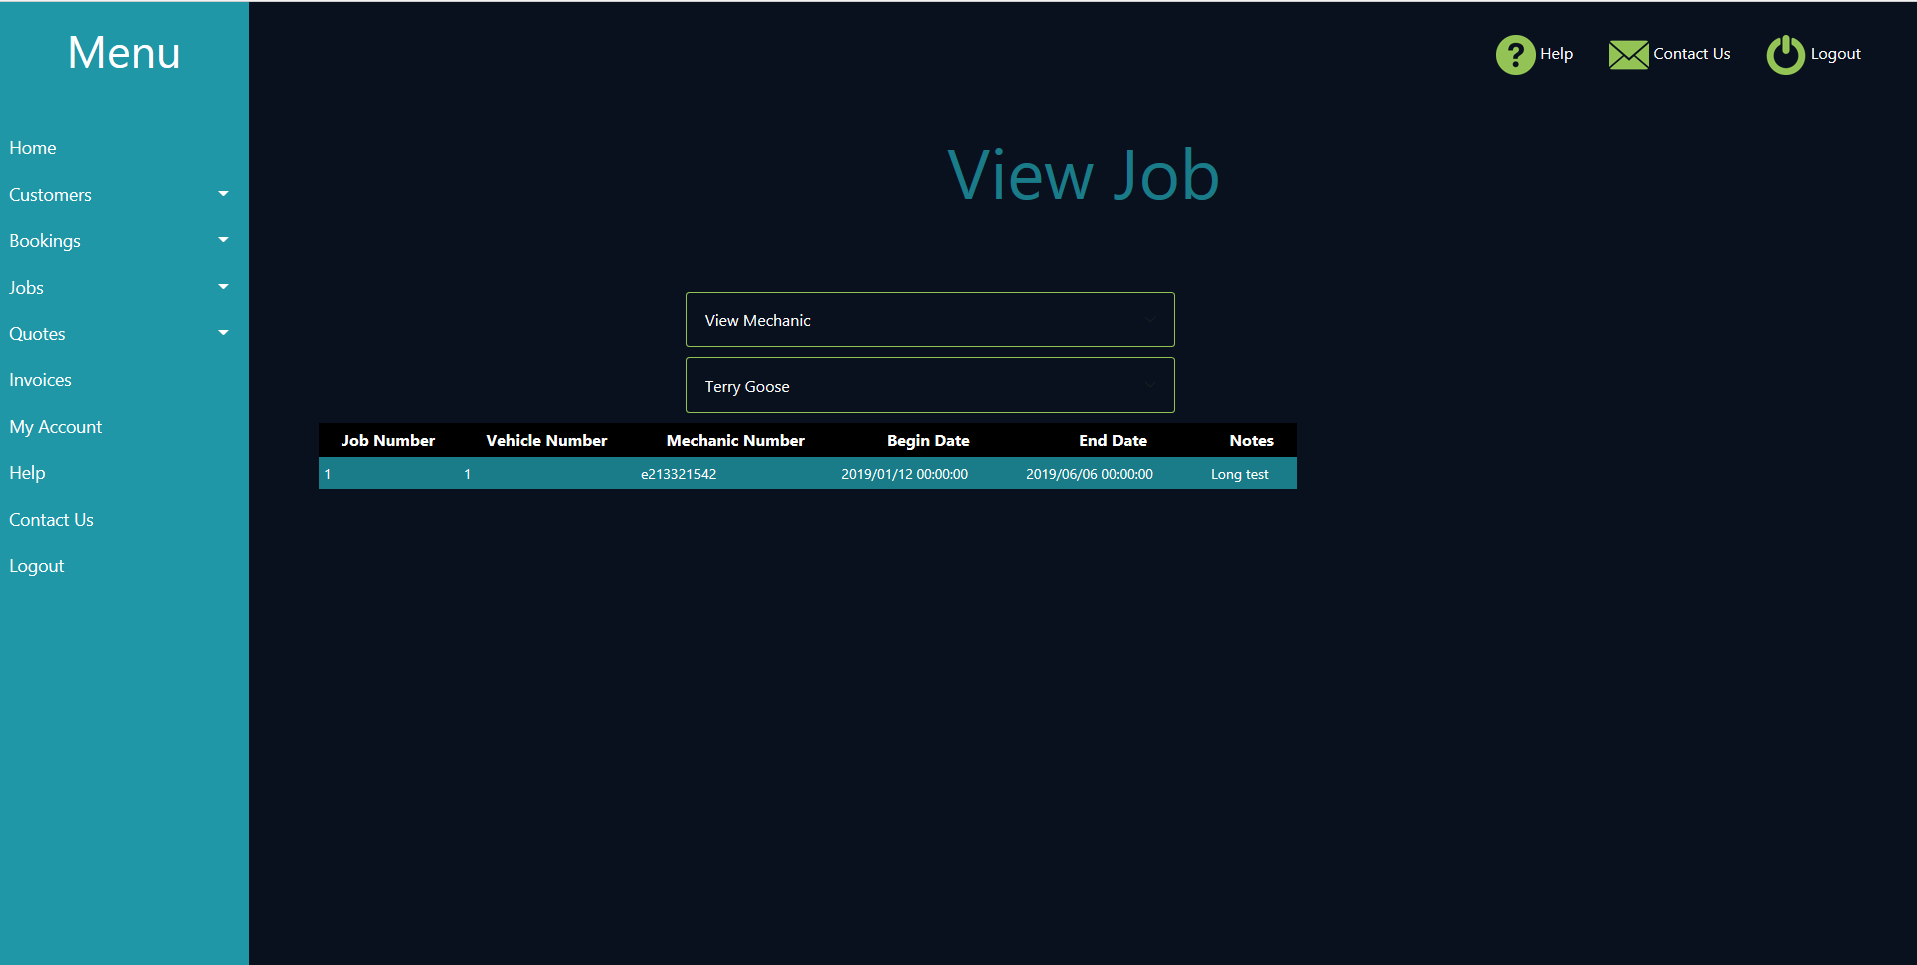 Menu
Help Contact Us Logout
Home
Customers
Bookings
Jobs
Quotes
Invoices
My Account
Help
Contact Us
Logout
View Job
View Mechanic
Terry Goose
Job Number Vehicle Number Mechanic Number Begin Date End Date Notes
1 1 e213321542 2019/01/12 00:00:00 2019/06/06 00:00:00 Long test